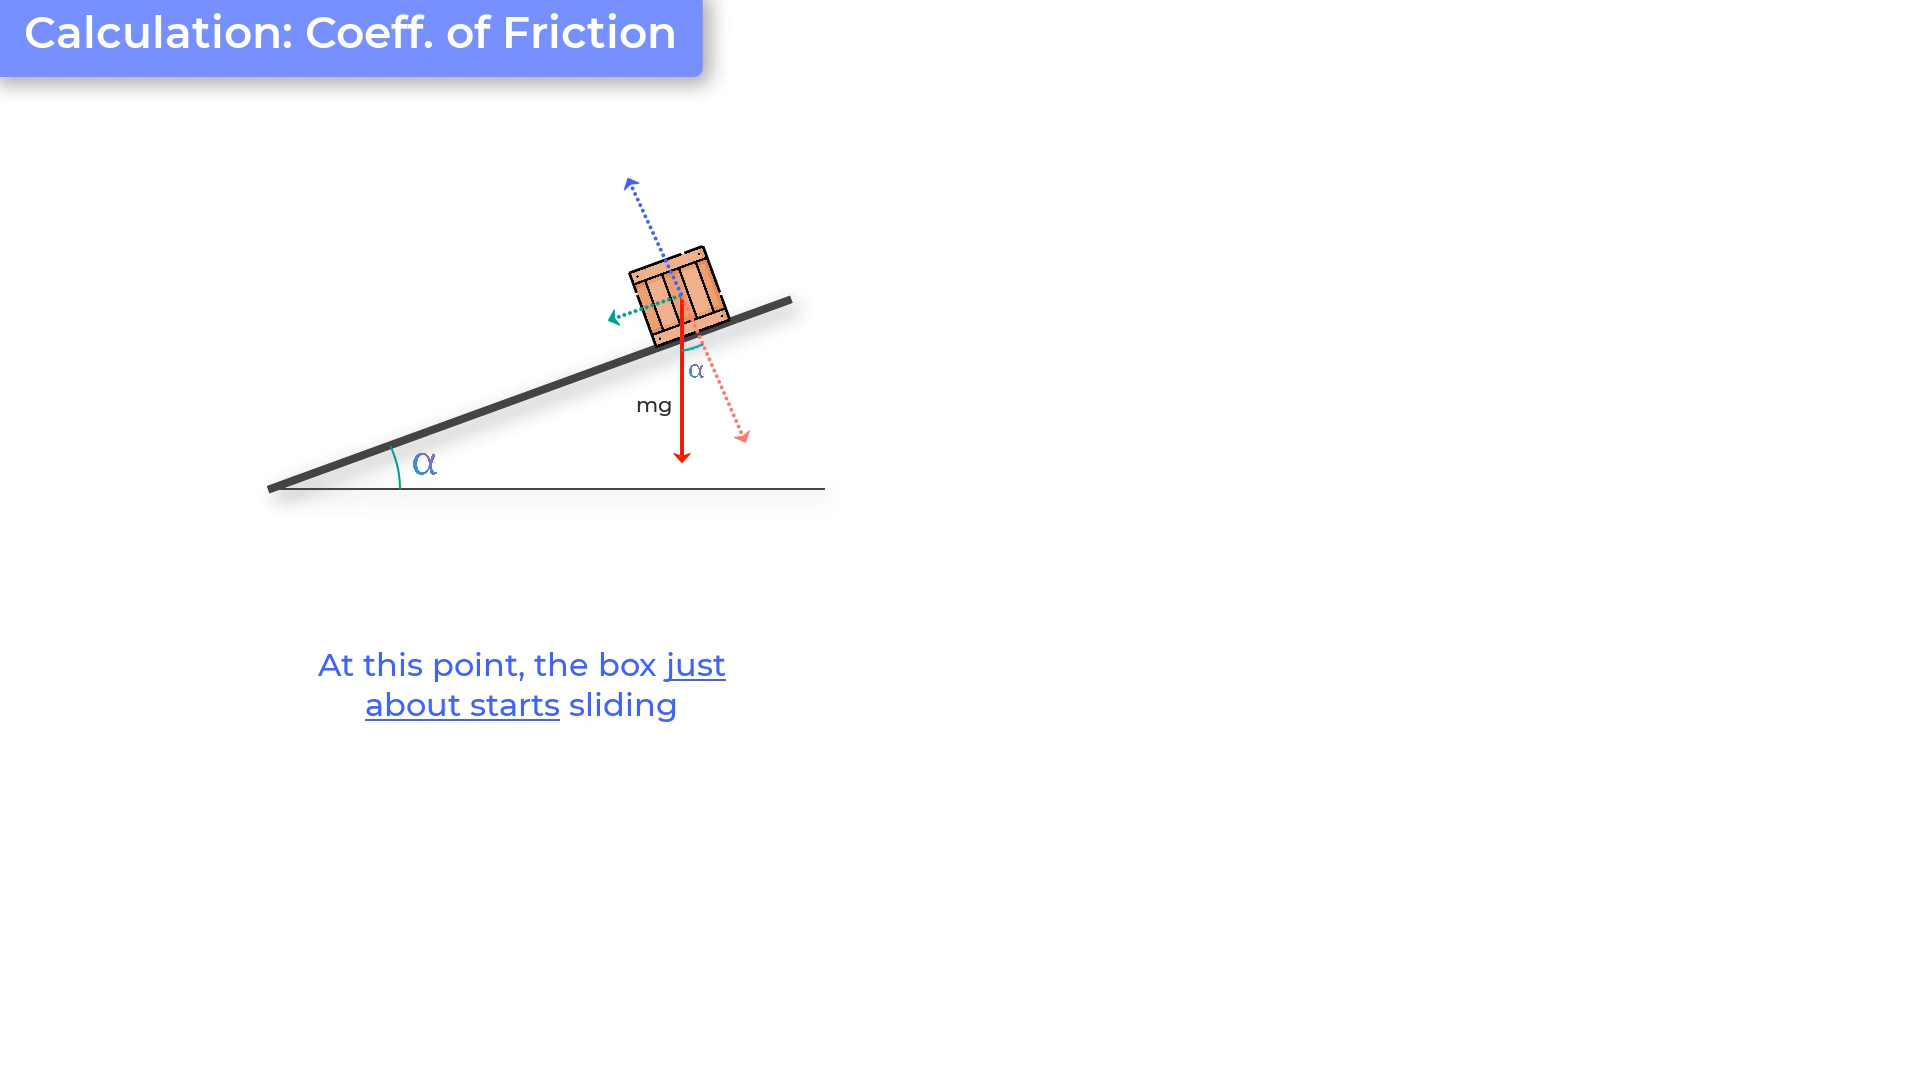 Calculation: Coeff. of Friction
α
mg
α
At this point, the box just
about starts sliding